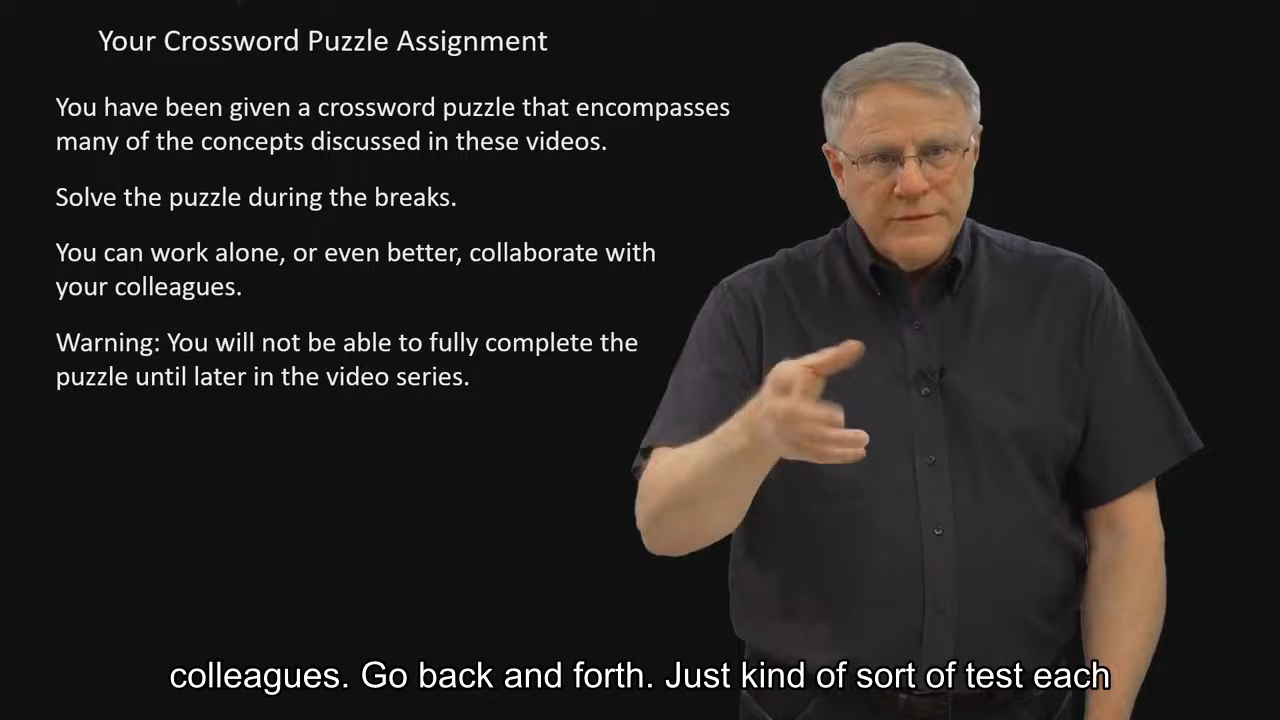 Your Crossword Puzzle Assignment
You have been given a crossword puzzle that encompasses
many of the concepts discussed in these videos.
Solve the puzzle during the breaks.
You can work alone, or even better, collaborate with
your colleagues.
Warning: You will not be able to fully complete the
puzzle until later in the video series.
colleagues. Go back and forth. Just kind of sort of test each